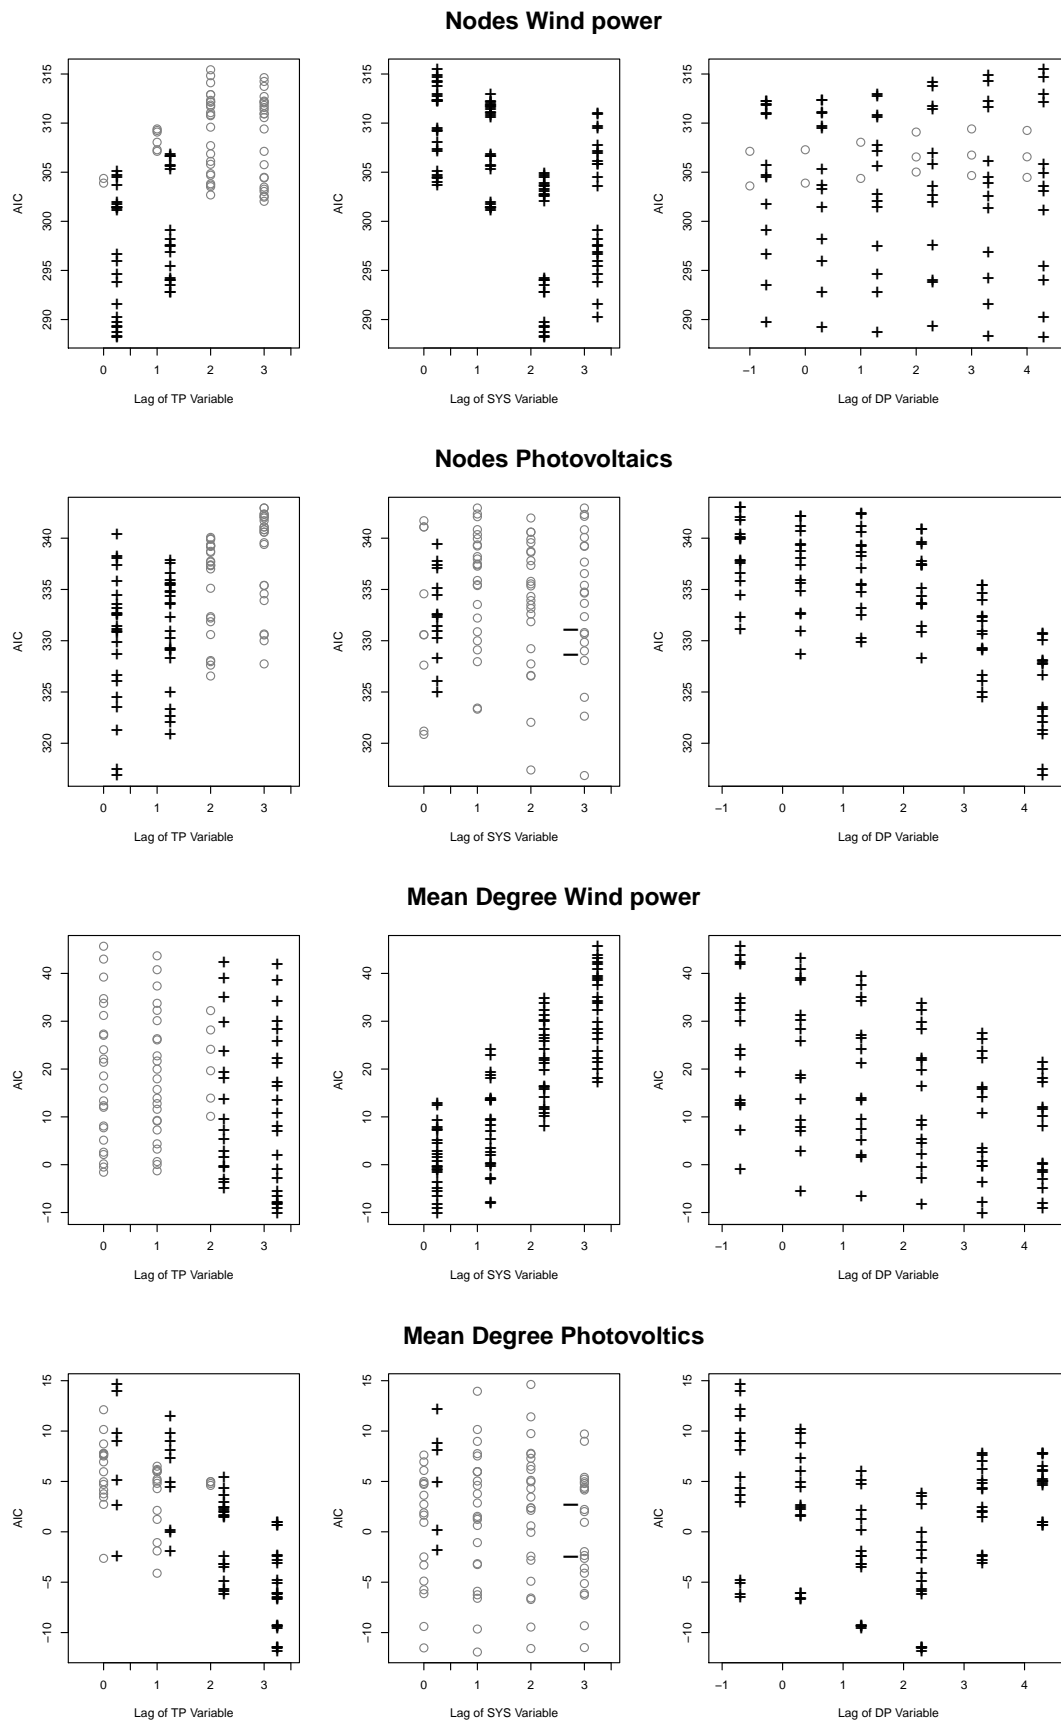 Nodes Wind power
AIC
290 295 300 305 310 315
0 1 2 3
Lag of TP Variable
AIC
290 295 300 305 310 315
0 1 2 3
Lag of SYS Variable
AIC
290 295 300 305 310 315
−1 0 1 2 3 4
Lag of DP Variable
Nodes Photovoltaics
AIC
320 325 330 335 340
0 1 2 3
Lag of TP Variable
AIC
320 325 330 335 340
0 1 2 3
Lag of SYS Variable
AIC
320 325 330 335 340
−1 0 1 2 3 4
Lag of DP Variable
Mean Degree Wind power
AIC
−10 0 10 20 30 40
0 1 2 3
Lag of TP Variable
AIC
−10 0 10 20 30 40
0 1 2 3
Lag of SYS Variable
AIC
−10 0 10 20 30 40
−1 0 1 2 3 4
Lag of DP Variable
Mean Degree Photovoltics
AIC
−10 −5 0 5 10 15
0 1 2 3
Lag of TP Variable
AIC
−10 −5 0 5 10 15
0 1 2 3
Lag of SYS Variable
AIC
−10 −5 0 5 10 15
−1 0 1 2 3 4
Lag of DP Variable